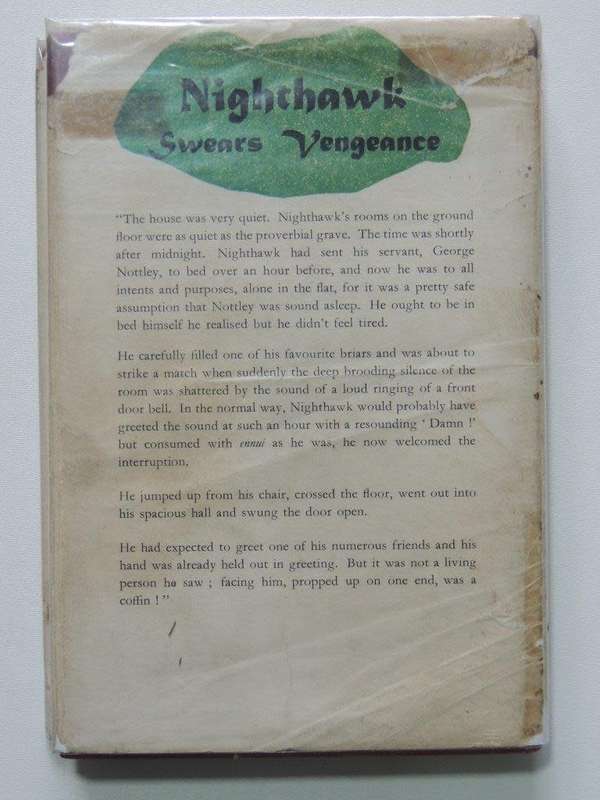 Nighthawk
Swears Vengeance
"The house was very quiet. Nighthawk's rooms on the ground
floor were as quiet as the proverbial grave. The time was shortly
after midnight. Nighthawk had sent his servant, George
Nottley, to bed over an hour before, and now he was to all
intents and purposes, alone in the flat, for it was a pretty safe
assumption that Nottley was sound asleep. He ought to be in
bed himself he realised but he didn't feel tired.
He carefully filled one of his favourite briars and was about to
strike a match when suddenly the deep brooding silence of the
room was shattered by the sound of a loud ringing of a front
door bell. In the normal way, Nighthawk would probably have
greeted the sound at such an hour with a resounding ' Damn !'
but consumed with ennui as he was, he now welcomed the
interruption.
He jumped up from his chair, crossed the floor, went out into
his spacious hall and swung the door open.
He had expected to greet one of his numerous friends and his
hand was already held out in greeting. But it was not a living
person he saw ; facing him, propped up on one end, was a
coffin ! "